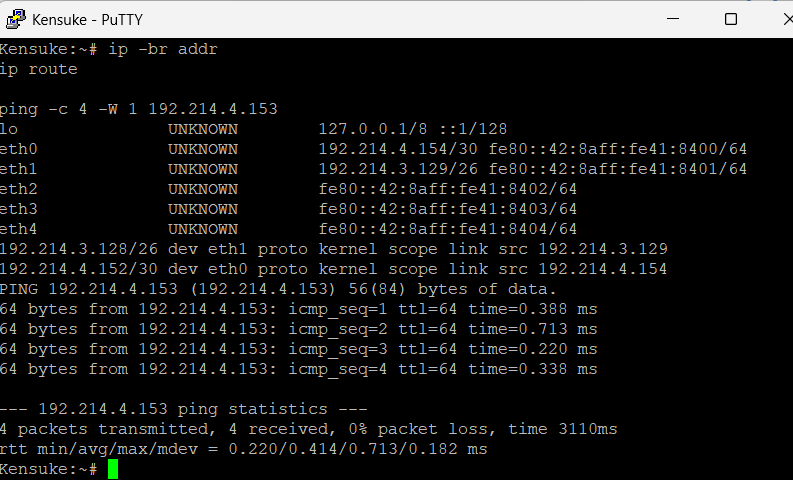 Kensuke - PuTTY
Kensuke:~# ip -br addr
ip route
ping -c 4 -W 1 192.214.4.153
lo               UNKNOWN        127.0.0.1/8 ::1/128
eth0             UNKNOWN        192.214.4.154/30 fe80::42:8aff:fe41:8400/64
eth1             UNKNOWN        192.214.3.129/26 fe80::42:8aff:fe41:8401/64
eth2             UNKNOWN        fe80::42:8aff:fe41:8402/64
eth3             UNKNOWN        fe80::42:8aff:fe41:8403/64
eth4             UNKNOWN        fe80::42:8aff:fe41:8404/64
192.214.3.128/26 dev eth1 proto kernel scope link src 192.214.3.129
192.214.4.152/30 dev eth0 proto kernel scope link src 192.214.4.154
PING 192.214.4.153 (192.214.4.153) 56(84) bytes of data.
64 bytes from 192.214.4.153: icmp_seq=1 ttl=64 time=0.388 ms
64 bytes from 192.214.4.153: icmp_seq=2 ttl=64 time=0.713 ms
64 bytes from 192.214.4.153: icmp_seq=3 ttl=64 time=0.220 ms
64 bytes from 192.214.4.153: icmp_seq=4 ttl=64 time=0.338 ms
--- 192.214.4.153 ping statistics ---
4 packets transmitted, 4 received, 0% packet loss, time 3110ms
rtt min/avg/max/mdev = 0.220/0.414/0.713/0.182 ms
Kensuke:~#